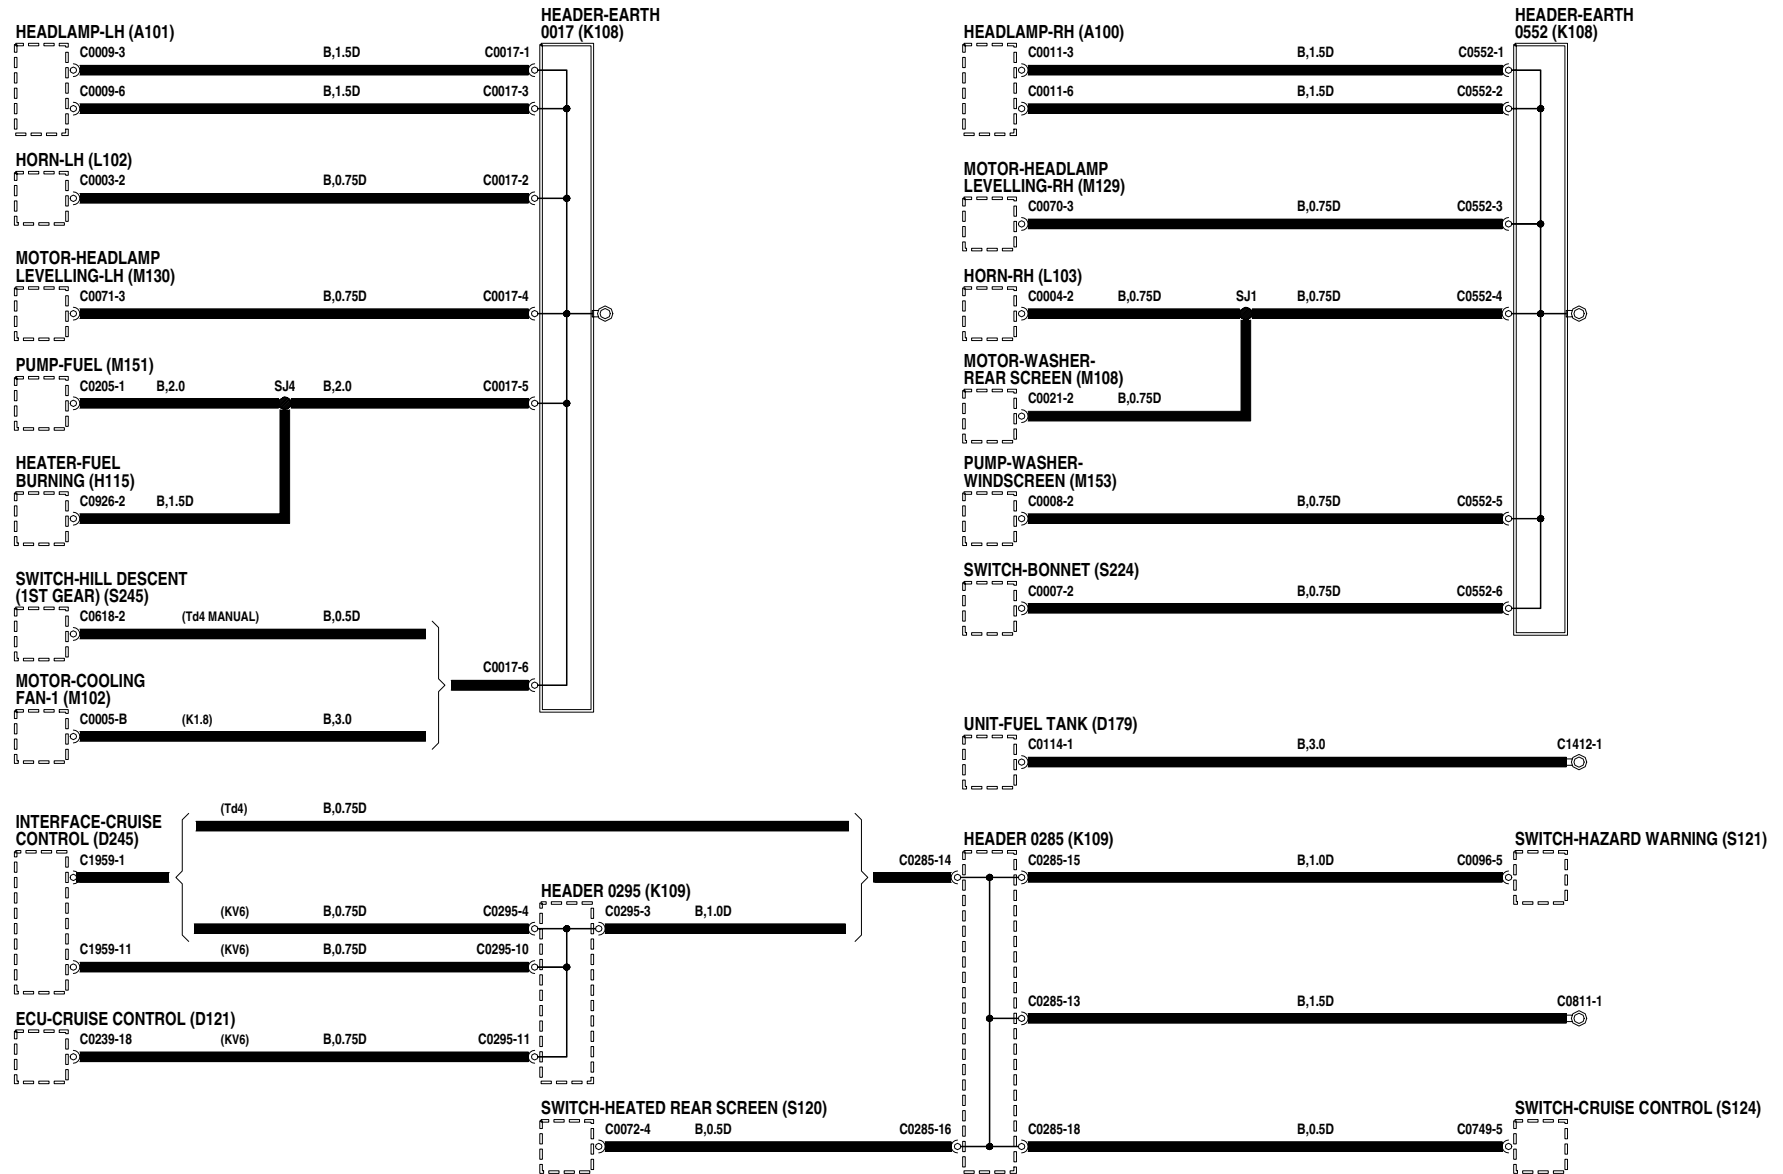 HEADLAMP-LH (A101)
C0009-3 B,1.5D C0017-1
C0009-6 B,1.5D C0017-3
HEADER-EARTH
0017 (K108)
HORN-LH (L102)
C0003-2 B,0.75D C0017-2
MOTOR-HEADLAMP
LEVELLING-LH (M130)
C0071-3 B,0.75D C0017-4
PUMP-FUEL (M151)
C0205-1 B,2.0 SJ4 B,2.0 C0017-5
HEATER-FUEL
BURNING (H115)
C0926-2 B,1.5D
SWITCH-HILL DESCENT
(1ST GEAR) (S245)
C0618-2 (Td4 MANUAL) B,0.5D
C0017-6
MOTOR-COOLING
FAN-1 (M102)
C0005-B (K1.8) B,3.0
HEADLAMP-RH (A100)
C0011-3 B,1.5D C0552-1
C0011-6 B,1.5D C0552-2
HEADER-EARTH
0552 (K108)
MOTOR-HEADLAMP
LEVELLING-RH (M129)
C0070-3 B,0.75D C0552-3
HORN-RH (L103)
C0004-2 B,0.75D SJ1 B,0.75D C0552-4
MOTOR-WASHER-
REAR SCREEN (M108)
C0021-2 B,0.75D
PUMP-WASHER-
WINDSCREEN (M153)
C0008-2 B,0.75D C0552-5
SWITCH-BONNET (S224)
C0007-2 B,0.75D C0552-6
UNIT-FUEL TANK (D179)
C0114-1 B,3.0 C1412-1
INTERFACE-CRUISE
CONTROL (D245)
C1959-1
(Td4) B,0.75D
(KV6) B,0.75D C0295-4
HEADER 0295 (K109)
C0295-3 B,1.0D
C1959-11 (KV6) B,0.75D C0295-10
ECU-CRUISE CONTROL (D121)
C0239-18 (KV6) B,0.75D C0295-11
SWITCH-HEATED REAR SCREEN (S120)
C0072-4 B,0.5D C0285-16
C0285-14
HEADER 0285 (K109)
C0285-15 B,1.0D C0096-5
SWITCH-HAZARD WARNING (S121)
C0285-13 B,1.5D C0811-1
C0285-18 B,0.5D C0749-5
SWITCH-CRUISE CONTROL (S124)